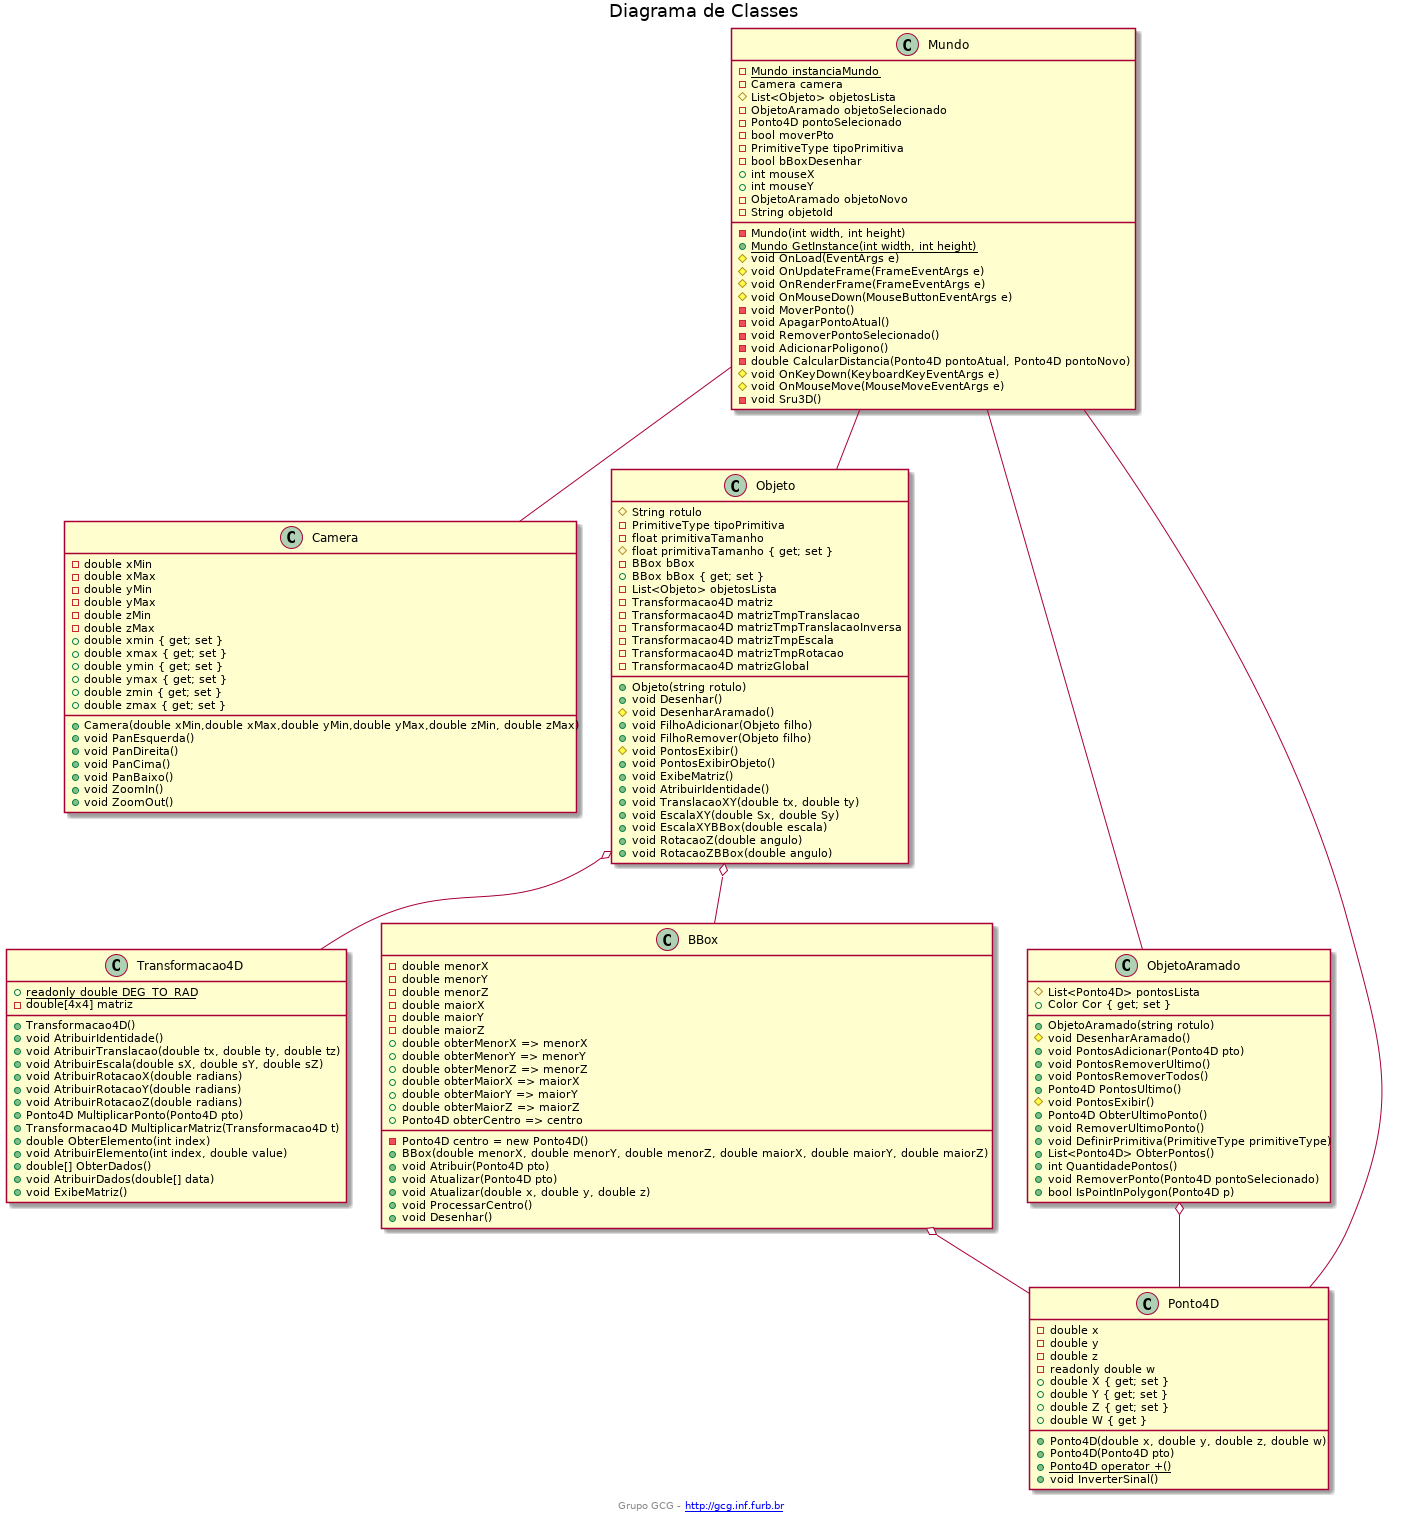 Diagrama de Classes
C Mundo
Mundo instanciaMundo
Camera camera
List<Objeto> objetosLista
ObjetoAramado objetoSelecionado
Ponto4D pontoSelecionado
bool moverPto
PrimitiveType tipoPrimitiva
bool bBoxDesenhar
int mouseX
int mouseY
ObjetoAramado objetoNovo
String objetoId
Mundo(int width, int height)
Mundo GetInstance(int width, int height)
void OnLoad(EventArgs e)
void OnUpdateFrame(FrameEventArgs e)
void OnRenderFrame(FrameEventArgs e)
void OnMouseDown(MouseButtonEventArgs e)
void MoverPonto()
void ApagarPontoAtual()
void RemoverPontoSelecionado()
void AdicionarPoligono()
double CalcularDistancia(Ponto4D pontoAtual, Ponto4D pontoNovo)
void OnKeyDown(KeyboardKeyEventArgs e)
void OnMouseMove(MouseMoveEventArgs e)
void Sru3D()
C Camera
double xMin
double xMax
double yMin
double yMax
double zMin
double zMax
double xmin { get; set }
double xmax { get; set }
double ymin { get; set }
double ymax { get; set }
double zmin { get; set }
double zmax { get; set }
Camera(double xMin,double xMax,double yMin,double yMax,double zMin, double zMax)
void PanEsquerda()
void PanDireita()
void PanCima()
void PanBaixo()
void ZoomIn()
void ZoomOut()
C Objeto
String rotulo
PrimitiveType tipoPrimitiva
float primitivaTamanho
float primitivaTamanho { get; set }
BBox bBox
BBox bBox { get; set }
List<Objeto> objetosLista
Transformacao4D matriz
Transformacao4D matrizTmpTranslacao
Transformacao4D matrizTmpTranslacaoInversa
Transformacao4D matrizTmpEscala
Transformacao4D matrizTmpRotacao
Transformacao4D matrizGlobal
Objeto(string rotulo)
void Desenhar()
void DesenharAramado()
void FilhoAdicionar(Objeto filho)
void FilhoRemover(Objeto filho)
void PontosExibir()
void PontosExibirObjeto()
void ExibeMatriz()
void AtribuirIdentidade()
void TranslacaoXY(double tx, double ty)
void EscalaXY(double Sx, double Sy)
void EscalaXYBBox(double escala)
void RotacaoZ(double angulo)
void RotacaoZBBox(double angulo)
C Transformacao4D
readonly double DEG_TO_RAD
double[4x4] matriz
Transformacao4D()
void AtribuirIdentidade()
void AtribuirTranslacao(double tx, double ty, double tz)
void AtribuirEscala(double sX, double sY, double sZ)
void AtribuirRotacaoX(double radians)
void AtribuirRotacaoY(double radians)
void AtribuirRotacaoZ(double radians)
Ponto4D MultiplicarPonto(Ponto4D pto)
Transformacao4D MultiplicarMatriz(Transformacao4D t)
double ObterElemento(int index)
void AtribuirElemento(int index, double value)
double[] ObterDados()
void AtribuirDados(double[] data)
void ExibeMatriz()
C BBox
double menorX
double menorY
double menorZ
double maiorX
double maiorY
double maiorZ
double obterMenorX => menorX
double obterMenorY => menorY
double obterMenorZ => menorZ
double obterMaiorX => maiorX
double obterMaiorY => maiorY
double obterMaiorZ => maiorZ
Ponto4D obterCentro => centro
Ponto4D centro = new Ponto4D()
BBox(double menorX, double menorY, double menorZ, double maiorX, double maiorY, double maiorZ)
void Atribuir(Ponto4D pto)
void Atualizar(Ponto4D pto)
void Atualizar(double x, double y, double z)
void ProcessarCentro()
void Desenhar()
C ObjetoAramado
List<Ponto4D> pontosLista
Color Cor { get; set }
ObjetoAramado(string rotulo)
void DesenharAramado()
void PontosAdicionar(Ponto4D pto)
void PontosRemoverUltimo()
void PontosRemoverTodos()
Ponto4D PontosUltimo()
void PontosExibir()
Ponto4D ObterUltimoPonto()
void RemoverUltimoPonto()
void DefinirPrimitiva(PrimitiveType primitiveType)
List<Ponto4D> ObterPontos()
int QuantidadePontos()
void RemoverPonto(Ponto4D pontoSelecionado)
bool IsPointInPolygon(Ponto4D p)
C Ponto4D
double x
double y
double z
readonly double w
double X { get; set }
double Y { get; set }
double Z { get; set }
double W { get }
Ponto4D(double x, double y, double z, double w)
Ponto4D(Ponto4D pto)
Ponto4D operator +()
void InverterSinal()
Grupo GCG - http://gcg.inf.furb.br